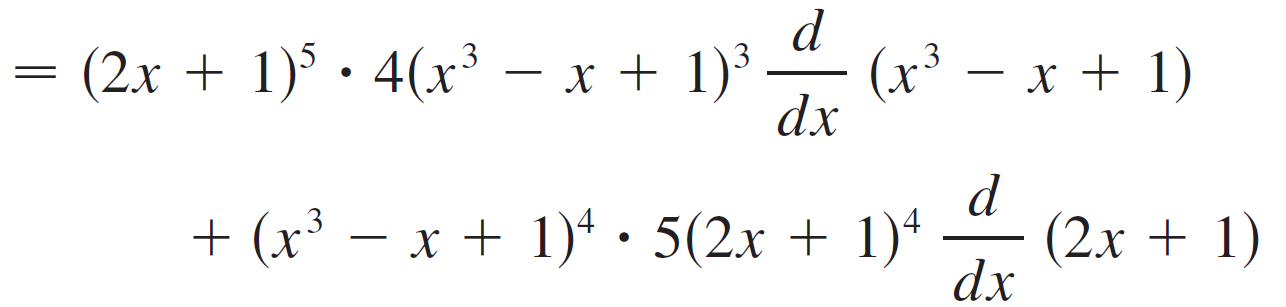 = (2x + 1)⁵ · 4(x³ − x + 1)³ d/dx (x³ − x + 1)
+ (x³ − x + 1)⁴ · 5(2x + 1)⁴ d/dx (2x + 1)